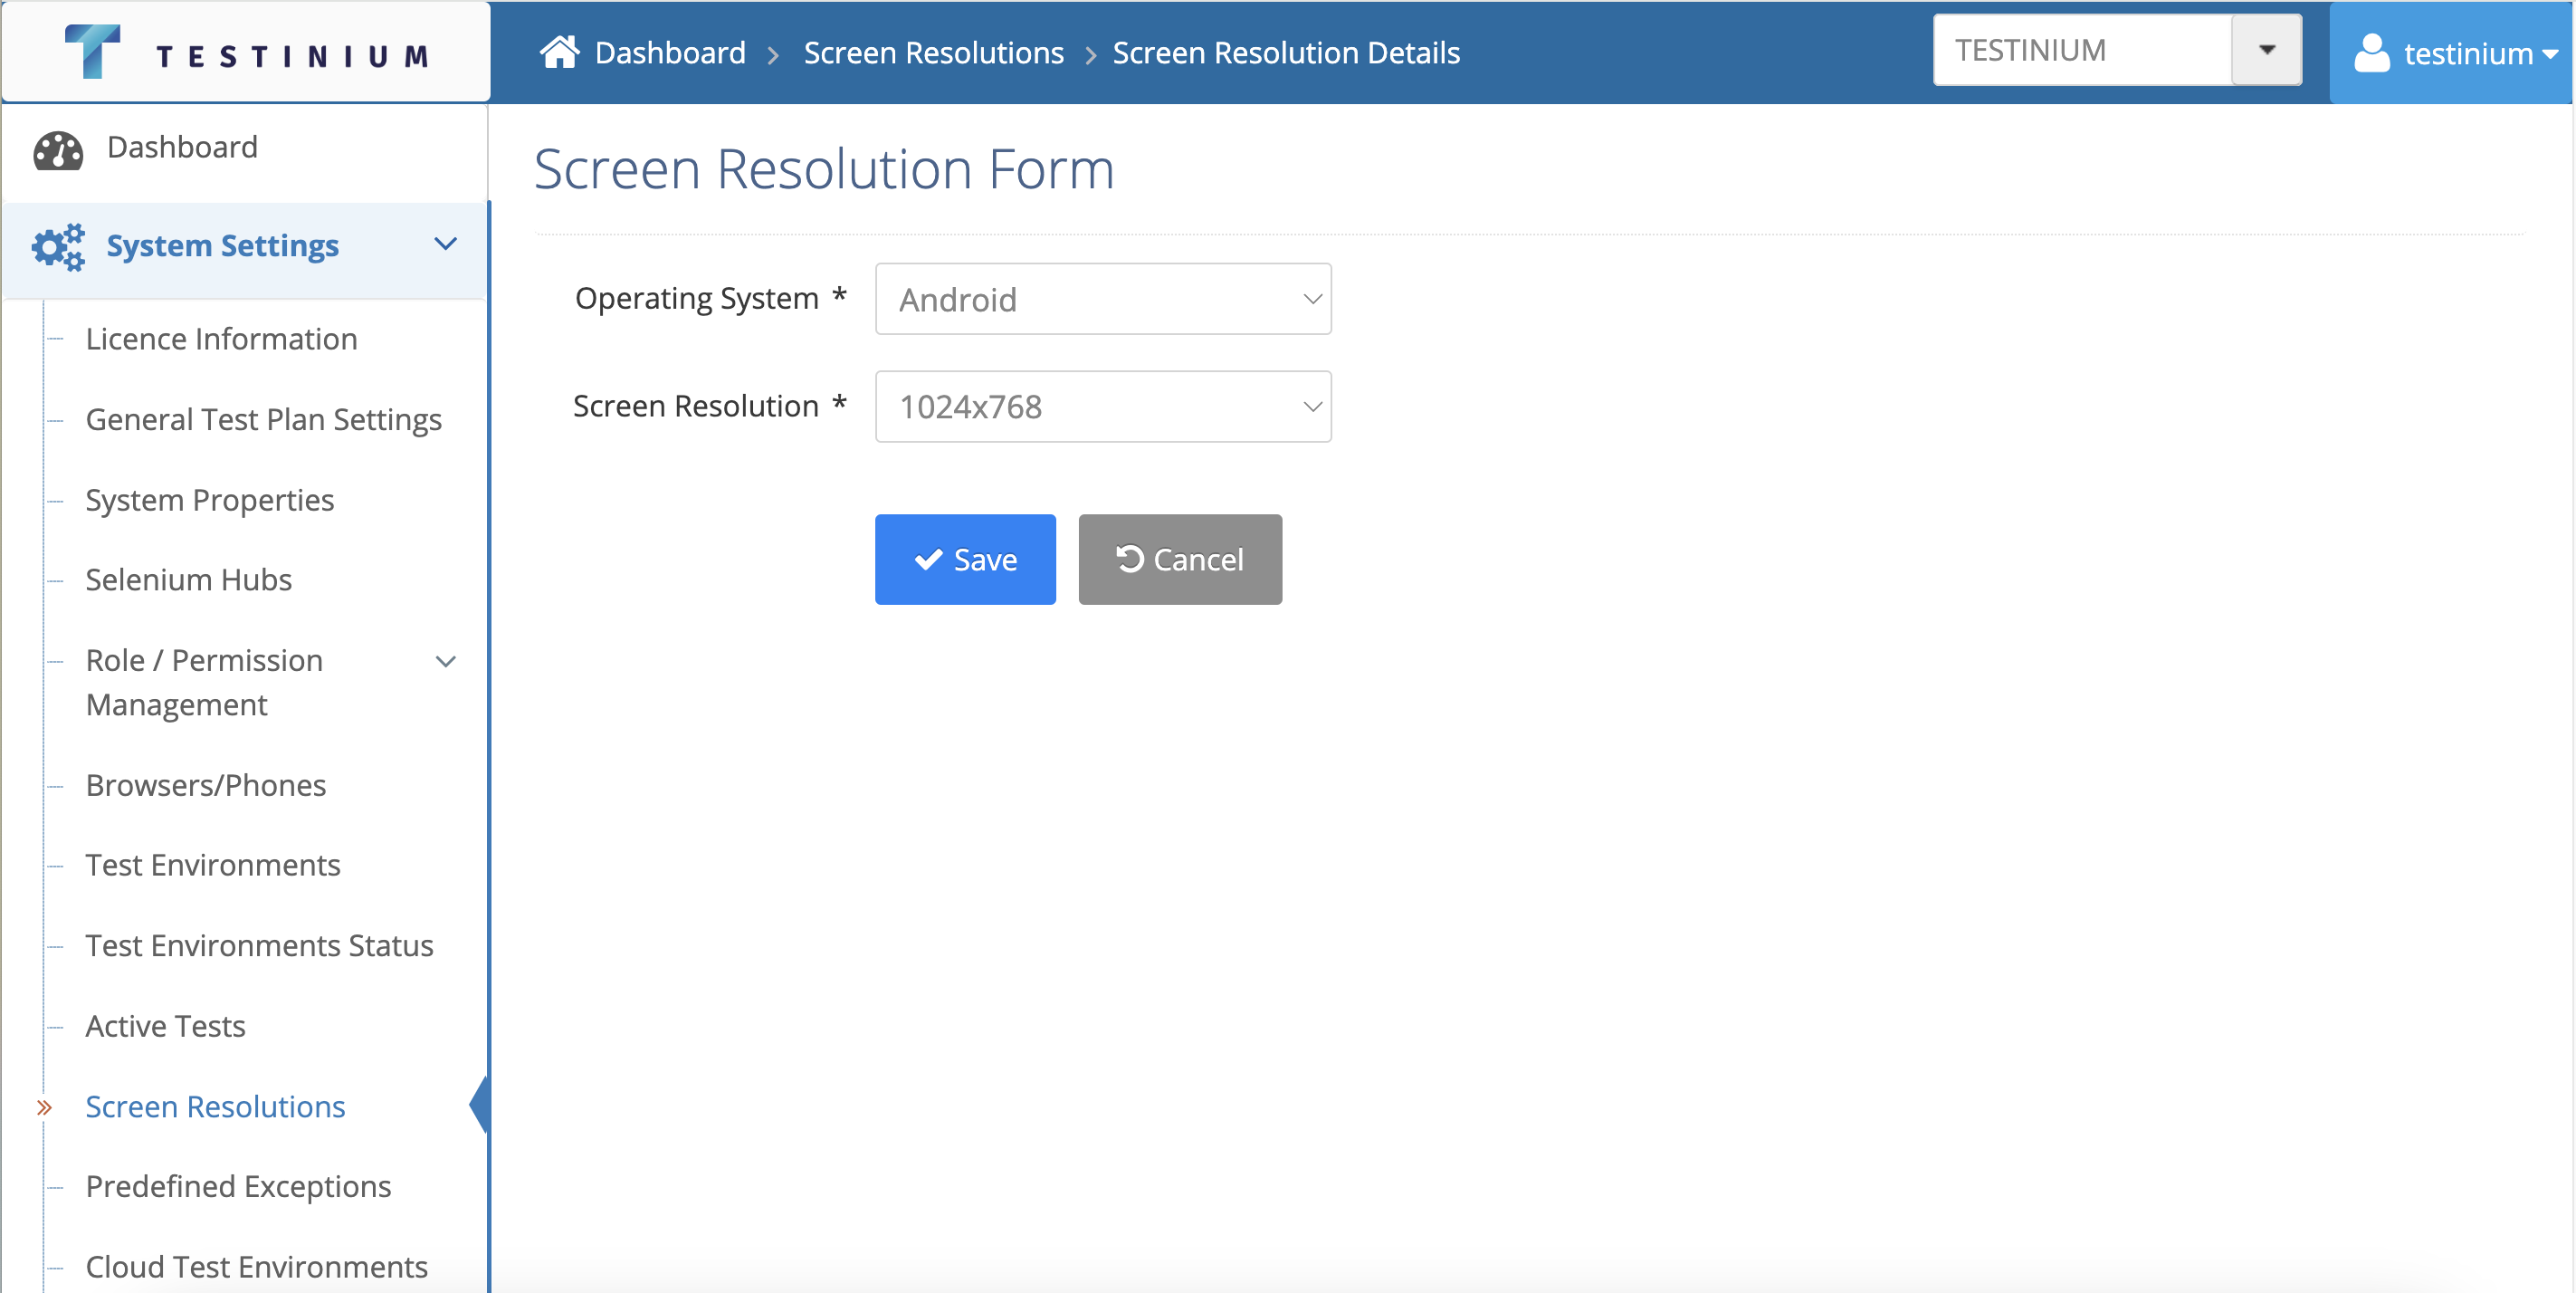 TESTINIUM
Dashboard
Screen Resolutions
Screen Resolution Details
TESTINIUM
testinium
Dashboard
System Settings
Licence Information
General Test Plan Settings
System Properties
Selenium Hubs
Role / Permission
Management
Browsers/Phones
Test Environments
Test Environments Status
Active Tests
Screen Resolutions
Predefined Exceptions
Cloud Test Environments
Screen Resolution Form
Operating System *
Android
Screen Resolution *
1024x768
Save
Cancel